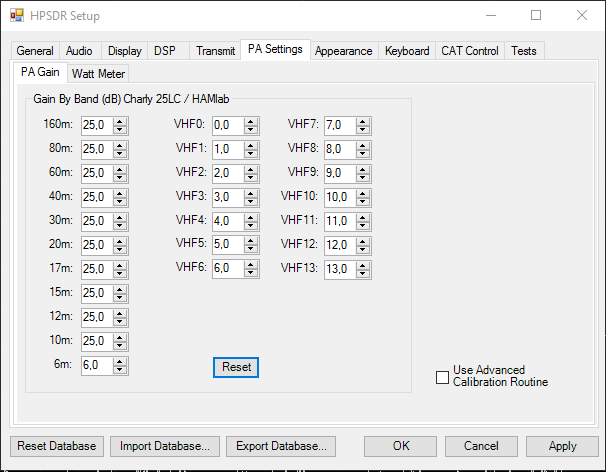 HPSDR Setup
General Audio Display DSP Transmit PA Settings Appearance Keyboard CAT Control Tests
PA Gain Watt Meter
Gain By Band (dB) Charly 25LC / HAMlab
160m: 25,0 VHF0: 0,0 VHF7: 7,0
80m: 25,0 VHF1: 1,0 VHF8: 8,0
60m: 25,0 VHF2: 2,0 VHF9: 9,0
40m: 25,0 VHF3: 3,0 VHF10: 10,0
30m: 25,0 VHF4: 4,0 VHF11: 11,0
20m: 25,0 VHF5: 5,0 VHF12: 12,0
17m: 25,0 VHF6: 6,0 VHF13: 13,0
15m: 25,0
12m: 25,0
10m: 25,0
6m: 6,0 Reset
Use Advanced
Calibration Routine
Reset Database Import Database... Export Database... OK Cancel Apply